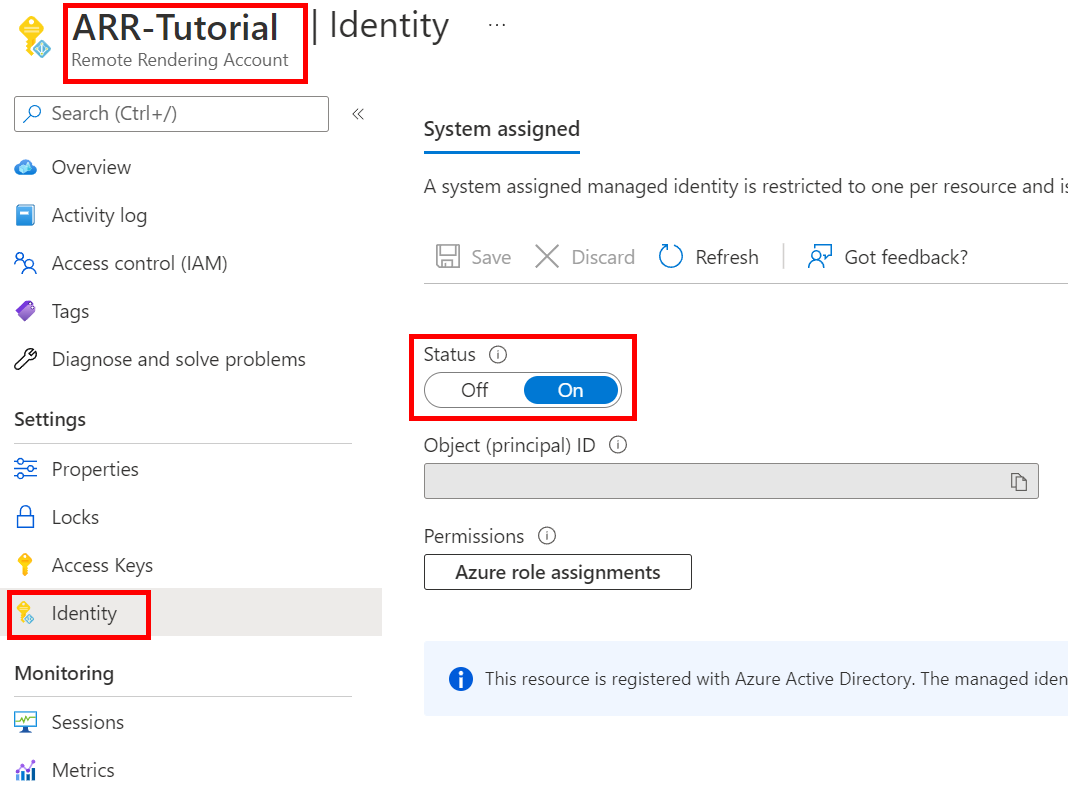 ARR-Tutorial | Identity ...
Remote Rendering Account
Search (Ctrl+/)
«
Overview
Activity log
Access control (IAM)
Tags
Diagnose and solve problems
Settings
Properties
Locks
Access Keys
Identity
Monitoring
Sessions
Metrics
System assigned
A system assigned managed identity is restricted to one per resource and is
Save
Discard
Refresh
Got feedback?
Status
Off
On
Object (principal) ID
Permissions
Azure role assignments
This resource is registered with Azure Active Directory. The managed iden